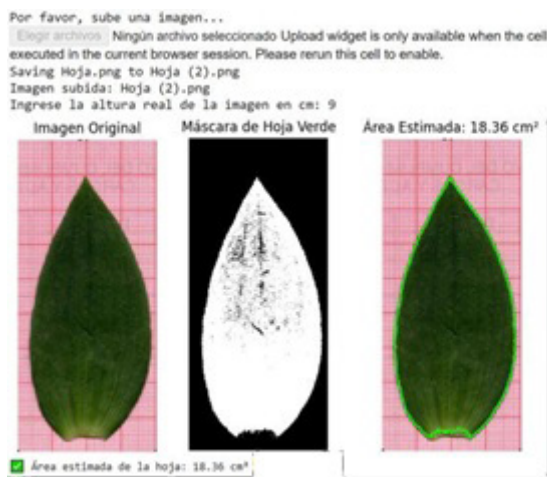 Por favor, sube una imagen...
Elegir archivos Ningún archivo seleccionado Upload widget is only available when the cell
executed in the current browser session. Please rerun this cell to enable.
Saving Hoja.png to Hoja (2).png
Imagen subida: Hoja (2).png
Ingrese la altura real de la imagen en cm: 9
Imagen Original
Máscara de Hoja Verde
Área Estimada: 18.36 cm²
Área estimada de la hoja: 18.36 cm²